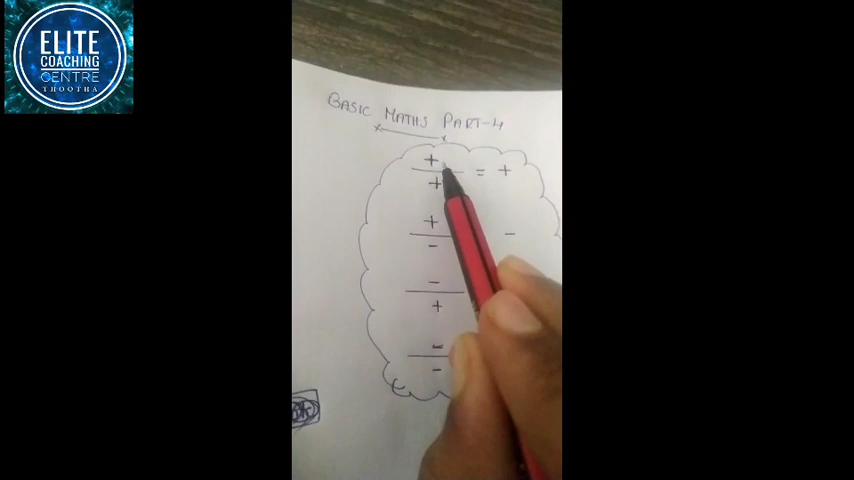 ELITE
COACHING
CENTRE
THOOTHA
BASIC MATHS PART-4
+
+ = +
+
- -
-
+
-
-